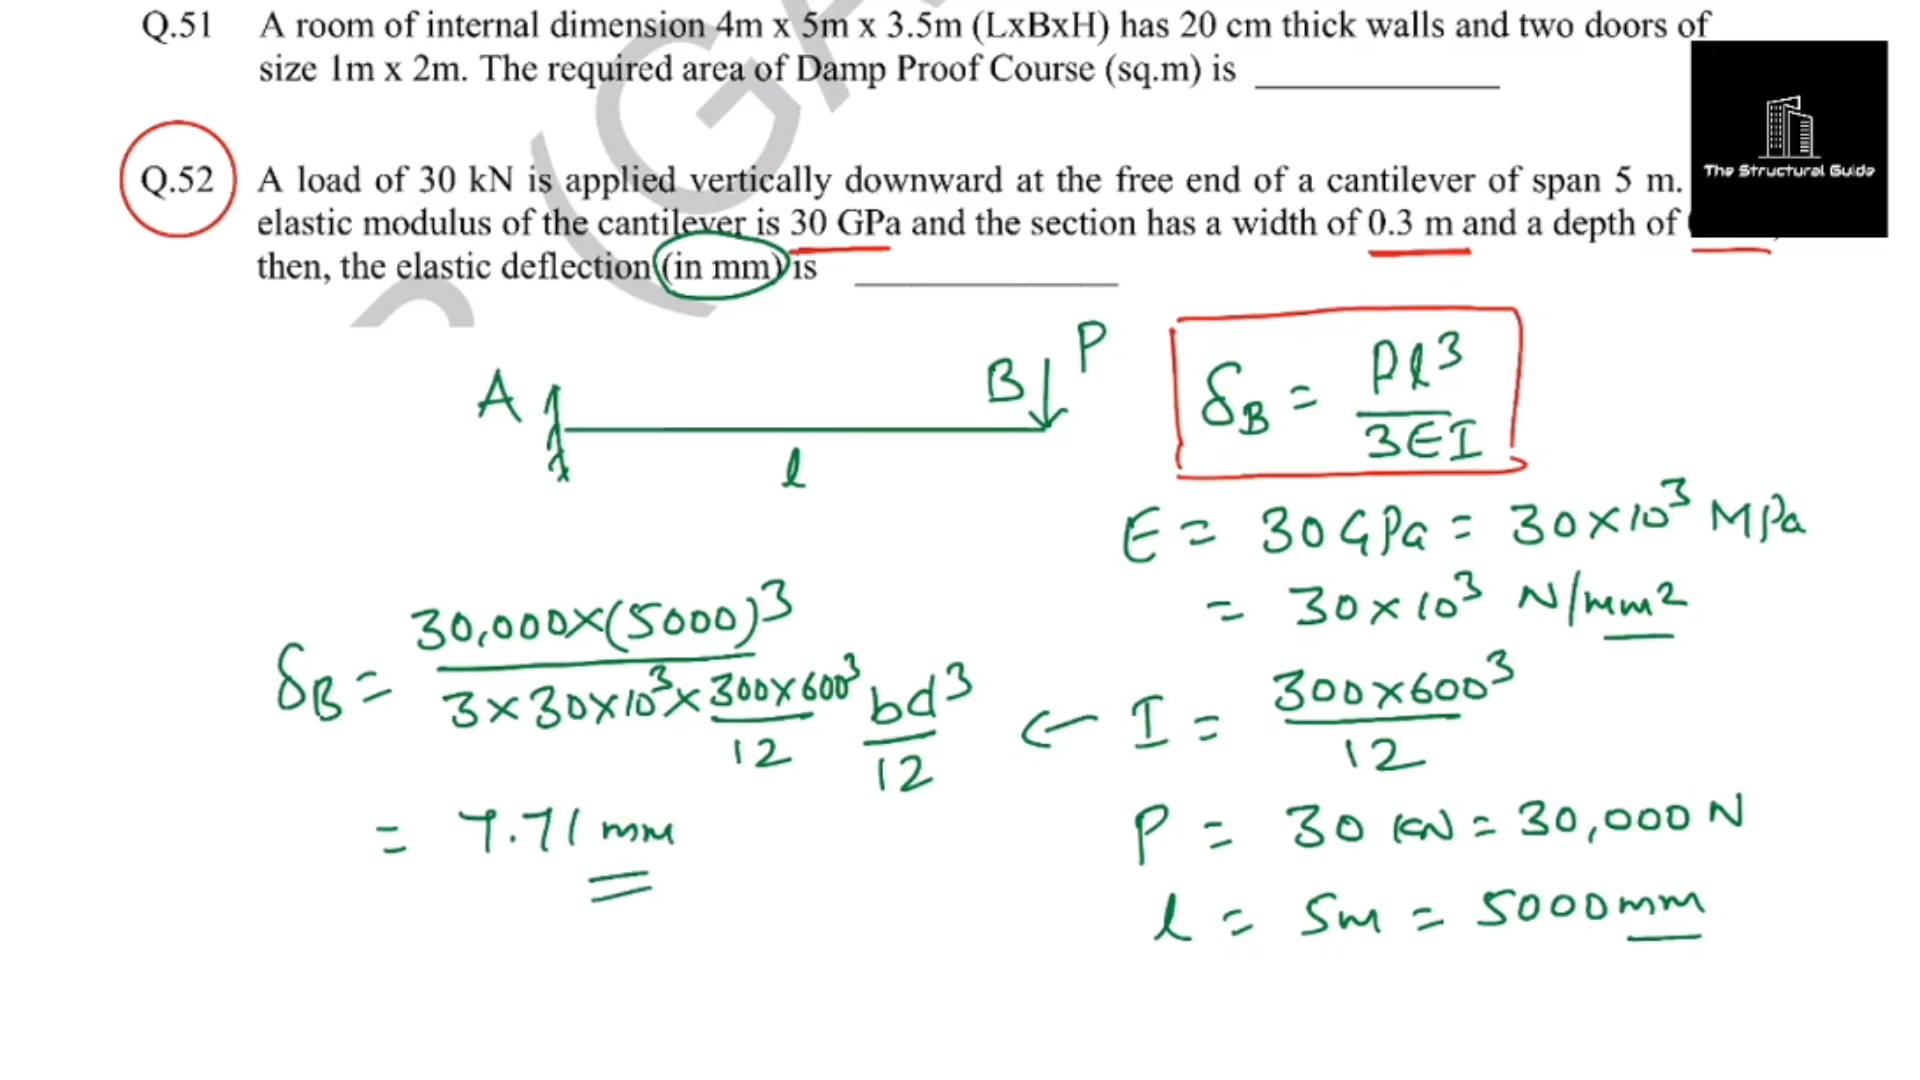 Q.51 A room of internal dimension 4m x 5m x 3.5m (LxBxH) has 20 cm thick walls and two doors of
size 1m x 2m. The required area of Damp Proof Course (sq.m) is ____________
The Structural Guide
Q.52 A load of 30 kN is applied vertically downward at the free end of a cantilever of span 5 m.
elastic modulus of the cantilever is 30 GPa and the section has a width of 0.3 m and a depth of
then, the elastic deflection (in mm) is ____________
(GA
A B P
l
δB = Pl³/3EI
E = 30 GPa = 30×10³ MPa
= 30×10³ N/mm2
δB = 30,000×(5000)³/3×30×10³×300×600³/12
bd³/12 ← I = 300×600³/12
= 7.71 mm
P = 30 KN = 30,000 N
l = 5m = 5000mm